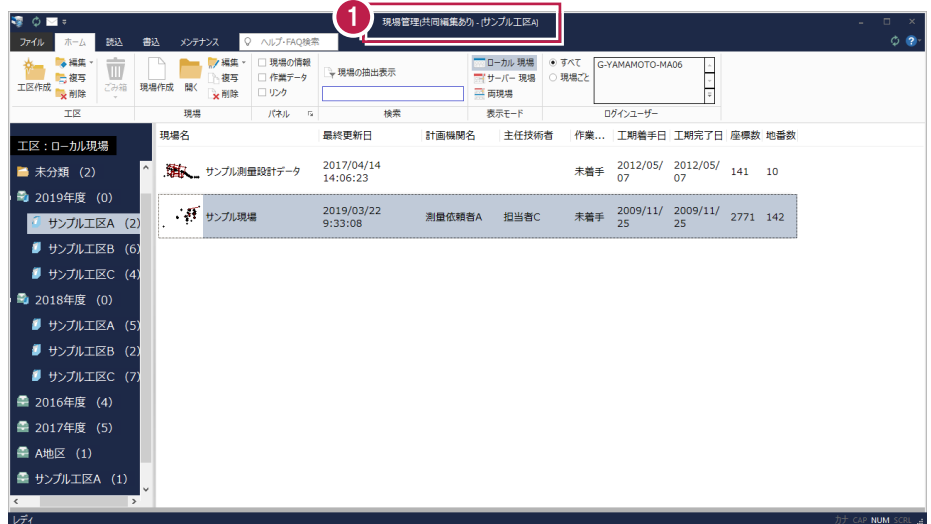 1
現場管理(共同編集あり) - [サンプル工区A]
ファイル ホーム 読込 書込 メンテナンス ヘルプ・FAQ検索
工区作成 編集 複写 削除 ごみ箱
工区
現場作成 開く 編集 複写 削除
現場
現場の情報
作業データ
リンク
パネル
現場の抽出表示
検索
ローカル 現場
サーバー 現場
両現場
表示モード
すべて
現場ごと
G-YAMAMOTO-MA06
ログインユーザー
工区：ローカル現場
未分類 (2)
2019年度 (0)
サンプル工区A (2)
サンプル工区B (6)
サンプル工区C (4)
2018年度 (0)
サンプル工区A (5)
サンプル工区B (2)
サンプル工区C (7)
2016年度 (4)
2017年度 (5)
A地区 (1)
サンプル工区A (1)
現場名 最終更新日 計画機関名 主任技術者 作業... 工期着手日 工期完了日 座標数 地番数
サンプル測量設計データ 2017/04/14 14:06:23 未着手 2012/05/07 2012/05/07 141 10
サンプル現場 2019/03/22 9:33:08 測量依頼者A 担当者C 未着手 2009/11/25 2009/11/25 2771 142
レディ
カナ CAP NUM SCRL